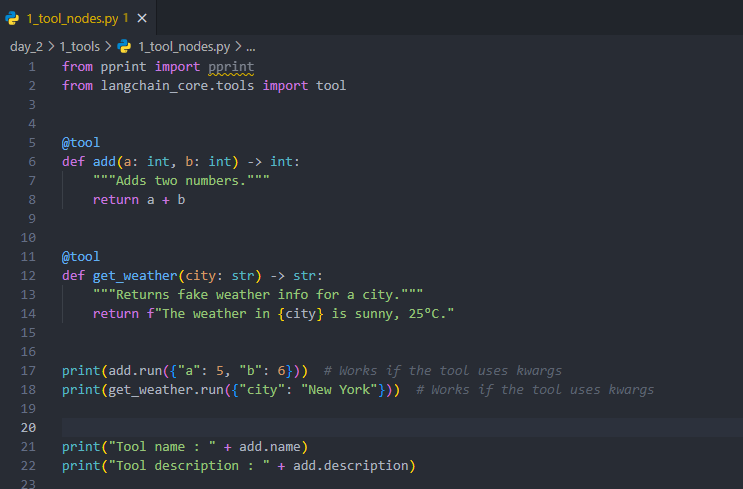 1_tool_nodes.py 1 ×
day_2 > 1_tools > 1_tool_nodes.py > ...
1 from pprint import pprint
2 from langchain_core.tools import tool
3
4
5 @tool
6 def add(a: int, b: int) -> int:
7     """Adds two numbers."""
8     return a + b
9
10
11 @tool
12 def get_weather(city: str) -> str:
13     """Returns fake weather info for a city."""
14     return f"The weather in {city} is sunny, 25°C."
15
16
17 print(add.run({"a": 5, "b": 6}))  # Works if the tool uses kwargs
18 print(get_weather.run({"city": "New York"}))  # Works if the tool uses kwargs
19
20
21 print("Tool name : " + add.name)
22 print("Tool description : " + add.description)
23